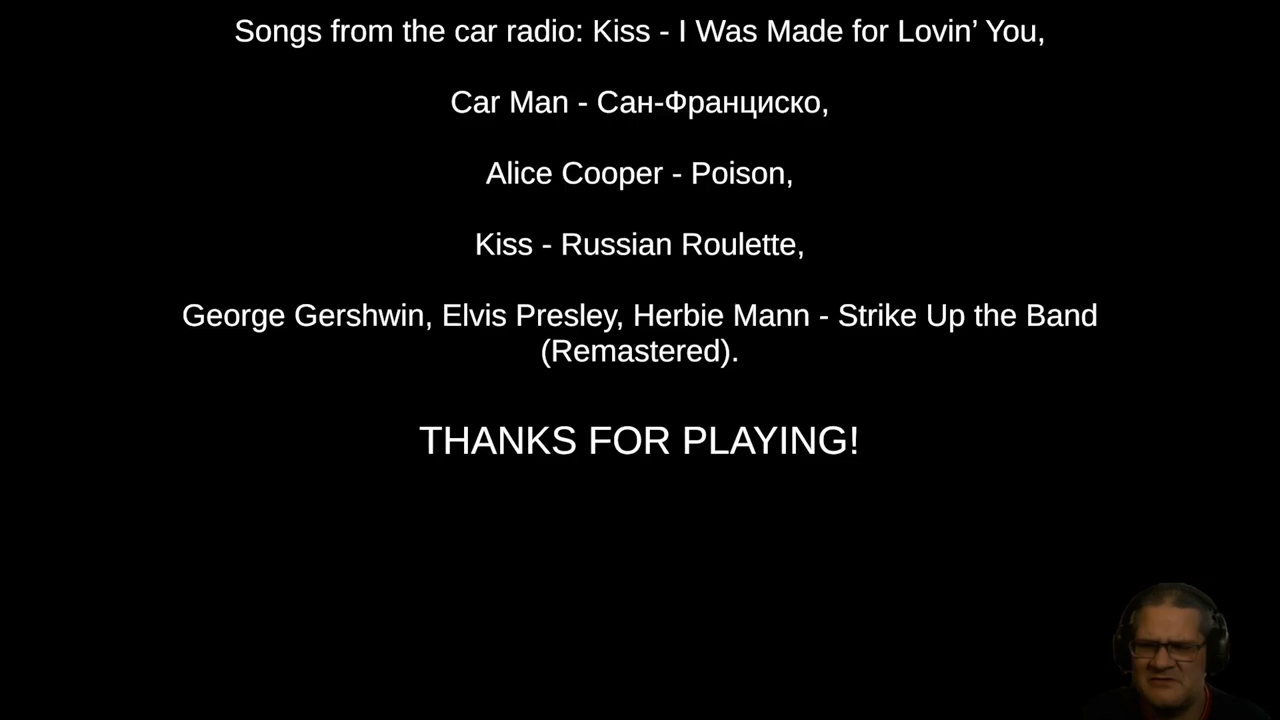 Songs from the car radio: Kiss - I Was Made for Lovin’ You,
Car Man - Сан-Франциско,
Alice Cooper - Poison,
Kiss - Russian Roulette,
George Gershwin, Elvis Presley, Herbie Mann - Strike Up the Band
(Remastered).
THANKS FOR PLAYING!